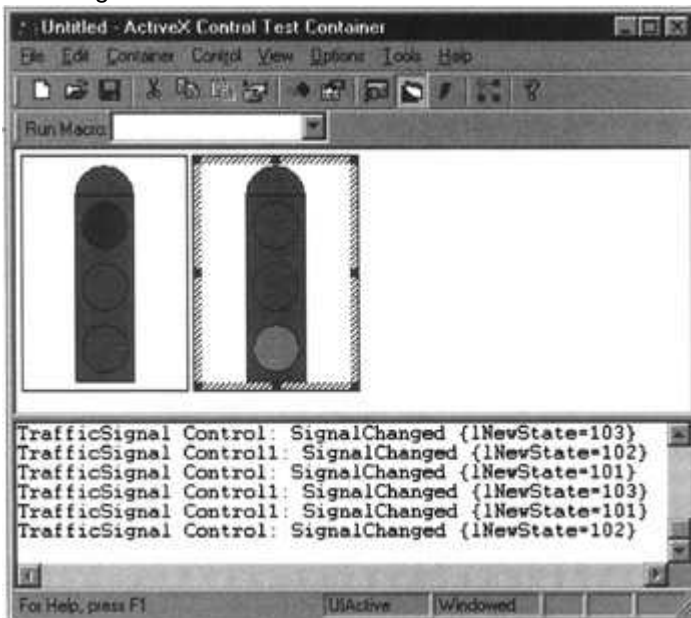 Untitled - ActiveX Control Test Container
File Edit Container Control View Options Tools Help
Run Macro:
TrafficSignal Control: SignalChanged {lNewState=103}
TrafficSignal Control1: SignalChanged {lNewState=102}
TrafficSignal Control: SignalChanged {lNewState=101}
TrafficSignal Control1: SignalChanged {lNewState=103}
TrafficSignal Control1: SignalChanged {lNewState=101}
TrafficSignal Control: SignalChanged {lNewState=102}
For Help, press F1 UIActive Windowed